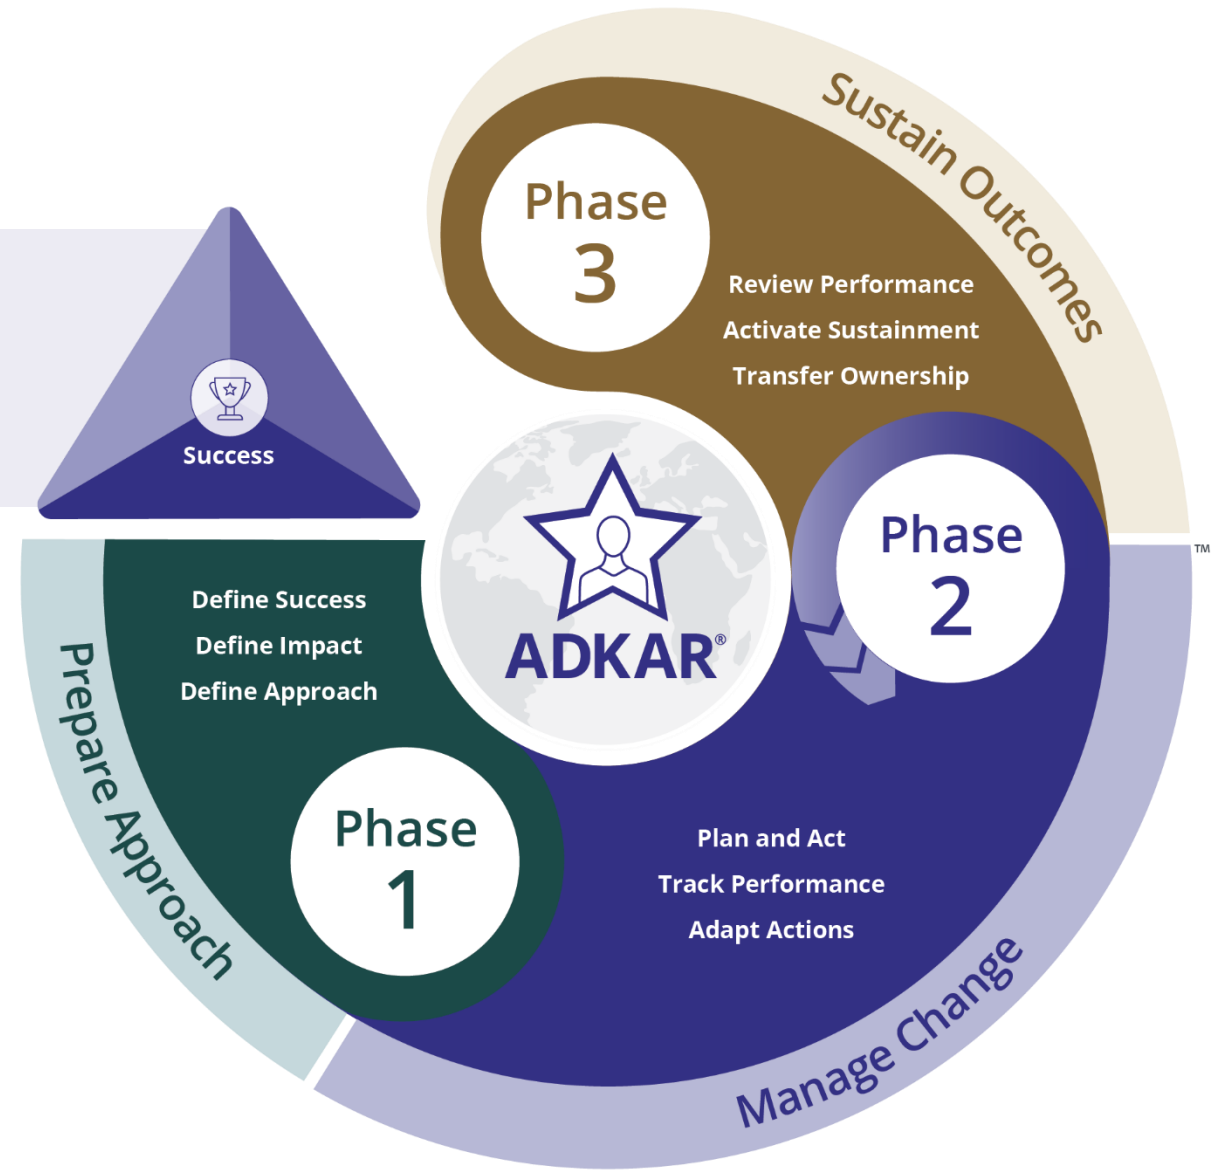 Success
Prepare Approach
Define Success
Define Impact
Define Approach
Phase
1
Manage Change
Phase
2
Plan and Act
Track Performance
Adapt Actions
Sustain Outcomes
Phase
3
Review Performance
Activate Sustainment
Transfer Ownership
ADKAR®
TM